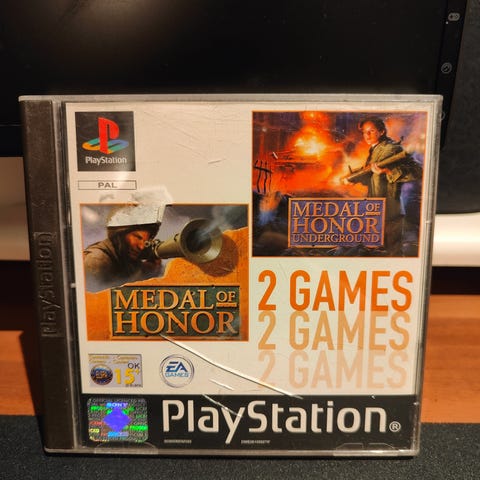 PlayStation
PlayStation
PAL
MEDAL OF
HONOR
UNDERGROUND
MEDAL OF
HONOR
2 GAMES
2 GAMES
2 GAMES
OK
15
EA
GAMES
SONY
PlayStation®